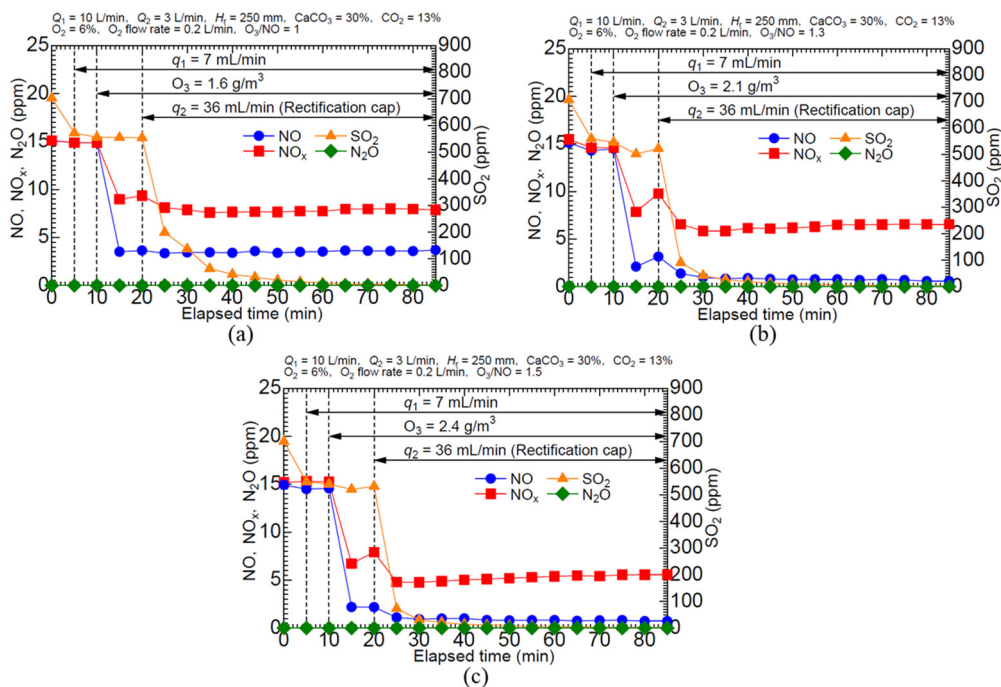 Q₁ = 10 L/min, Q₂ = 3 L/min, Hᵣ = 250 mm, CaCO₃ = 30%, CO₂ = 13%
O₂ = 6%, O₂ flow rate = 0.2 L/min, O₃/NO = 1
25
20
15
10
5
0
NO, NOₓ, N₂O (ppm)
q₁ = 7 mL/min
O₃ = 1.6 g/m³
q₂ = 36 mL/min (Rectification cap)
NO SO₂
NOₓ N₂O
900
800
700
600
500
400
300
200
100
0
SO₂ (ppm)
0 10 20 30 40 50 60 70 80
Elapsed time (min)
(a)
Q₁ = 10 L/min, Q₂ = 3 L/min, Hᵣ = 250 mm, CaCO₃ = 30%, CO₂ = 13%
O₂ = 6%, O₂ flow rate = 0.2 L/min, O₃/NO = 1.3
25
20
15
10
5
0
NO, NOₓ, N₂O (ppm)
q₁ = 7 mL/min
O₃ = 2.1 g/m³
q₂ = 36 mL/min (Rectification cap)
NO SO₂
NOₓ N₂O
900
800
700
600
500
400
300
200
100
0
SO₂ (ppm)
0 10 20 30 40 50 60 70 80
Elapsed time (min)
(b)
Q₁ = 10 L/min, Q₂ = 3 L/min, Hᵣ = 250 mm, CaCO₃ = 30%, CO₂ = 13%
O₂ = 6%, O₂ flow rate = 0.2 L/min, O₃/NO = 1.5
25
20
15
10
5
0
NO, NOₓ, N₂O (ppm)
q₁ = 7 mL/min
O₃ = 2.4 g/m³
q₂ = 36 mL/min (Rectification cap)
NO SO₂
NOₓ N₂O
900
800
700
600
500
400
300
200
100
0
SO₂ (ppm)
0 10 20 30 40 50 60 70 80
Elapsed time (min)
(c)